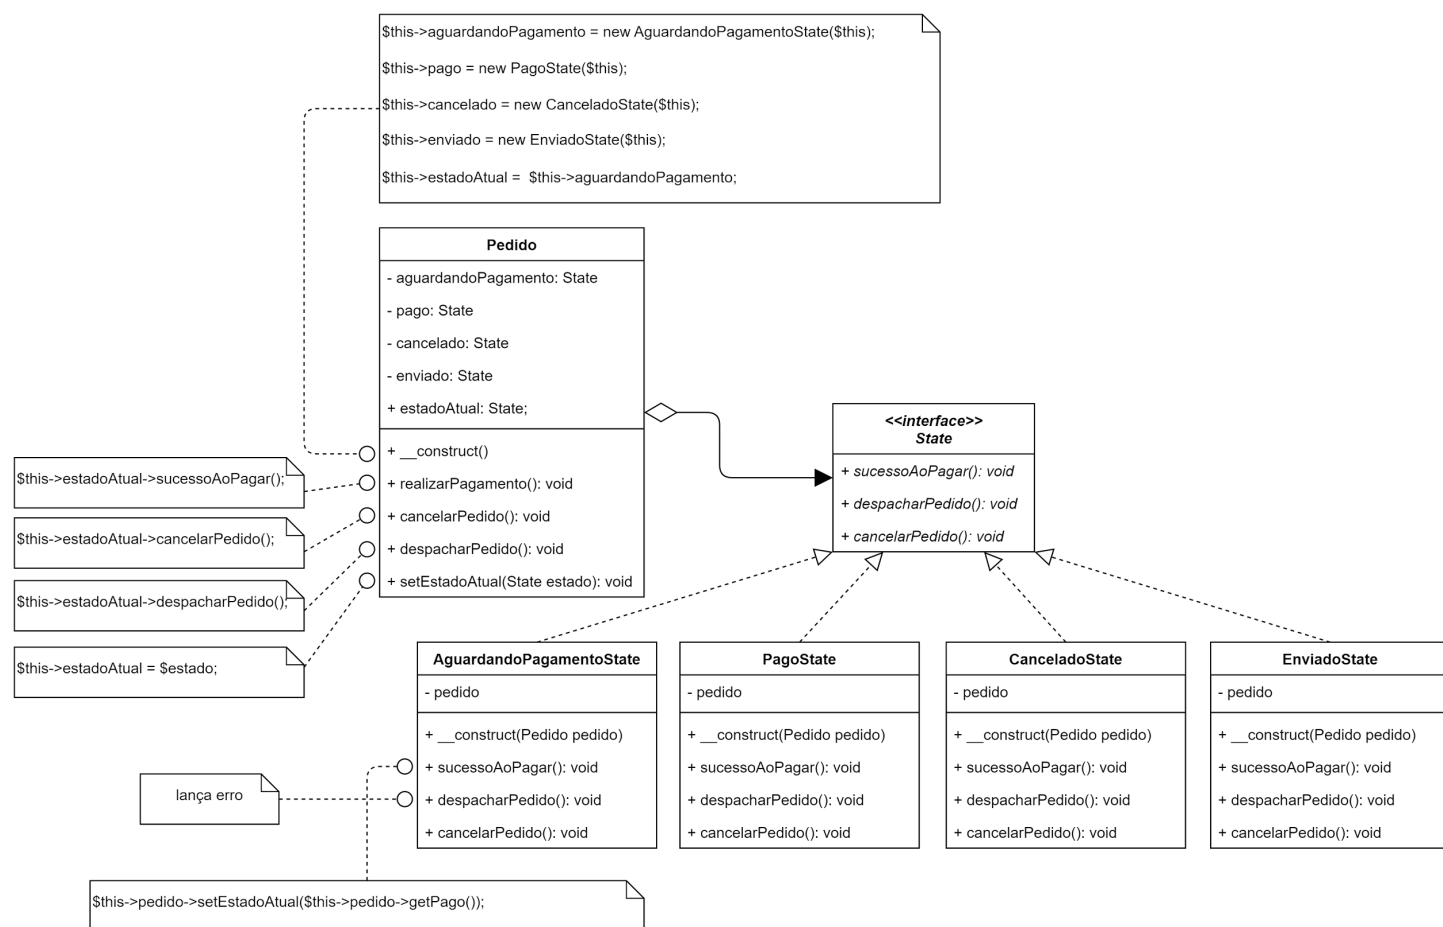 $this->aguardandoPagamento = new AguardandoPagamentoState($this);
$this->pago = new PagoState($this);
$this->cancelado = new CanceladoState($this);
$this->enviado = new EnviadoState($this);
$this->estadoAtual = $this->aguardandoPagamento;
Pedido
- aguardandoPagamento: State
- pago: State
- cancelado: State
- enviado: State
+ estadoAtual: State;
+ __construct()
+ realizarPagamento(): void
+ cancelarPedido(): void
+ despacharPedido(): void
+ setEstadoAtual(State estado): void
$this->estadoAtual->sucessoAoPagar();
$this->estadoAtual->cancelarPedido();
$this->estadoAtual->despacharPedido();
$this->estadoAtual = $estado;
<<interface>>
State
+ sucessoAoPagar(): void
+ despacharPedido(): void
+ cancelarPedido(): void
AguardandoPagamentoState
- pedido
+ __construct(Pedido pedido)
+ sucessoAoPagar(): void
+ despacharPedido(): void
+ cancelarPedido(): void
PagoState
- pedido
+ __construct(Pedido pedido)
+ sucessoAoPagar(): void
+ despacharPedido(): void
+ cancelarPedido(): void
CanceladoState
- pedido
+ __construct(Pedido pedido)
+ sucessoAoPagar(): void
+ despacharPedido(): void
+ cancelarPedido(): void
EnviadoState
- pedido
+ __construct(Pedido pedido)
+ sucessoAoPagar(): void
+ despacharPedido(): void
+ cancelarPedido(): void
lança erro
$this->pedido->setEstadoAtual($this->pedido->getPago());